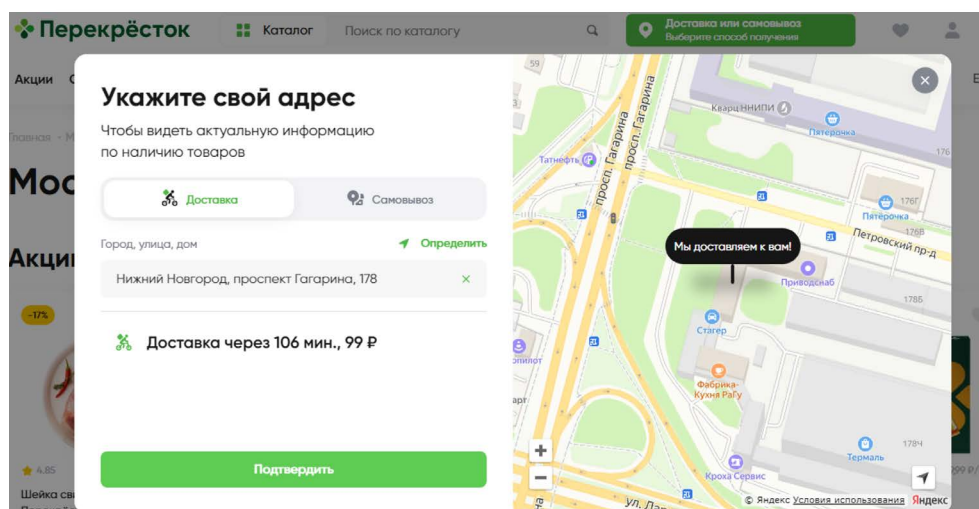 Перекрёсток
Каталог
Поиск по каталогу
Доставка или самовывоз
Выберите способ получения
Акции
Главная
Укажите свой адрес
Чтобы видеть актуальную информацию
по наличию товаров
Доставка
Самовывоз
Город, улица, дом
Определить
Нижний Новгород, проспект Гагарина, 178
Доставка через 106 мин., 99 ₽
Подтвердить
-17%
4.85
59
просп. Гагарина
просп. Гагарина
Кварц ННИПИ
Пятёрочка
176
Татнефть
176Г
Пятёрочка
176В
Петровский пр-д
Мы доставляем к вам!
Приводснаб
178Б
Стагер
Фабрика-
Кухня РаГу
178Ч
Термаль
Кроха Сервис
© Яндекс Условия использования Яндекс